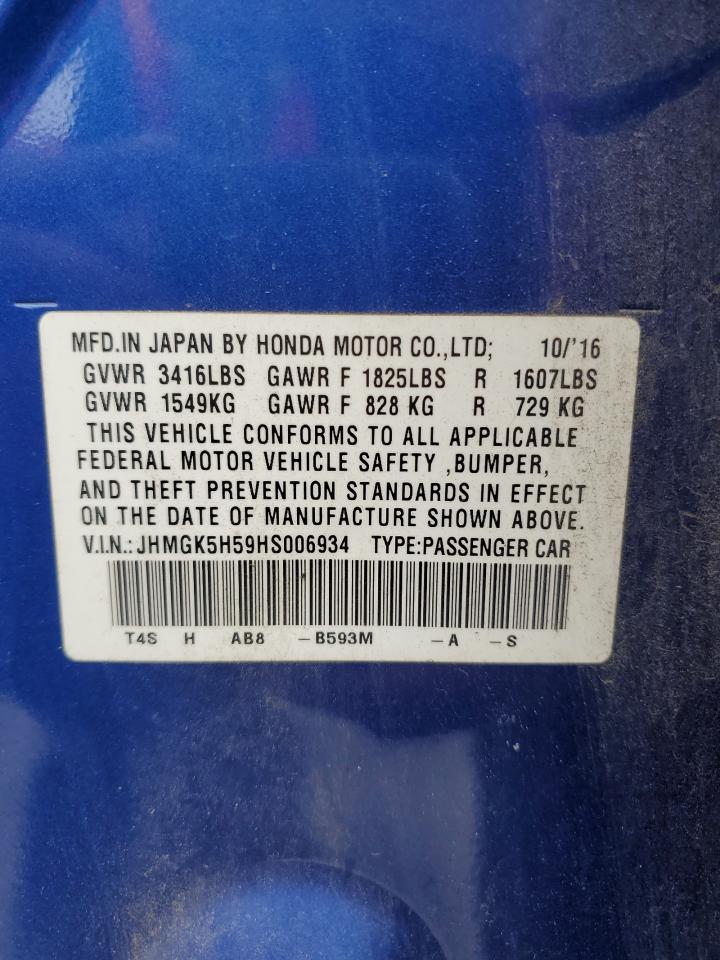 MFD.IN JAPAN BY HONDA MOTOR CO.,LTD; 10/'16
GVWR 3416LBS GAWR F 1825LBS R 1607LBS
GVWR 1549KG GAWR F 828 KG R 729 KG
THIS VEHICLE CONFORMS TO ALL APPLICABLE
FEDERAL MOTOR VEHICLE SAFETY ,BUMPER,
AND THEFT PREVENTION STANDARDS IN EFFECT
ON THE DATE OF MANUFACTURE SHOWN ABOVE.
V.I.N.: JHMGK5H59HS006934 TYPE:PASSENGER CAR
T4S H AB8 -B593M -A -S